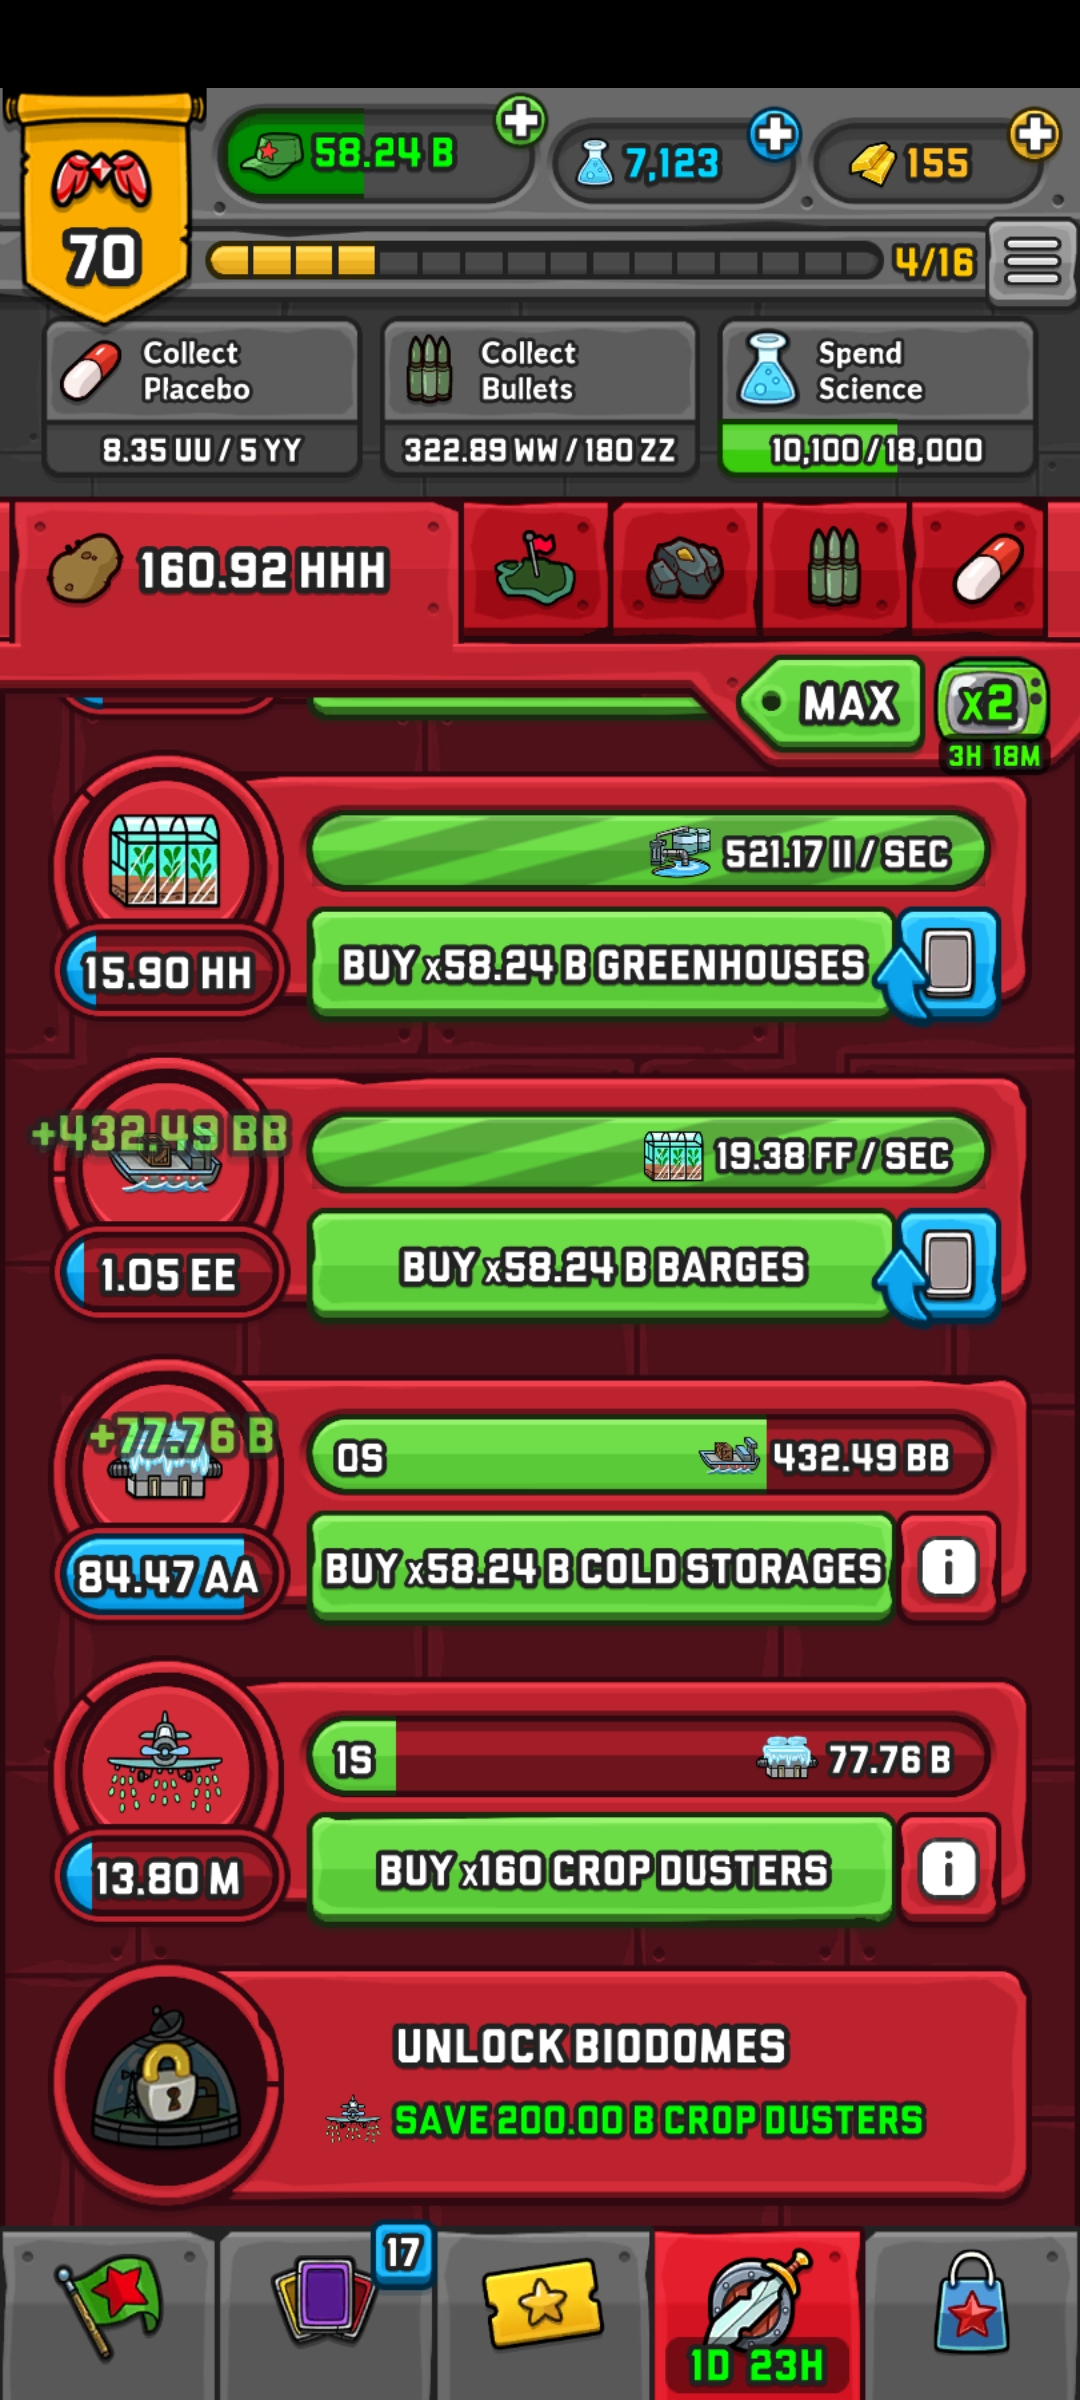 58.24 B
7,123
155
70
4/16
Collect
Placebo
8.35 UU / 5 YY
Collect
Bullets
322.89 WW / 180 ZZ
Spend
Science
10,100 / 18,000
160.92 HHH
MAX
x2
3H 18M
521.17 II / SEC
15.90 HH
BUY x58.24 B GREENHOUSES
+432.49 BB
19.38 FF / SEC
1.05 EE
BUY x58.24 B BARGES
+77.76 B
0S
432.49 BB
84.47 AA
BUY x58.24 B COLD STORAGES
i
1S
77.76 B
13.80 M
BUY x160 CROP DUSTERS
i
UNLOCK BIODOMES
SAVE 200.00 B CROP DUSTERS
17
1D 23H